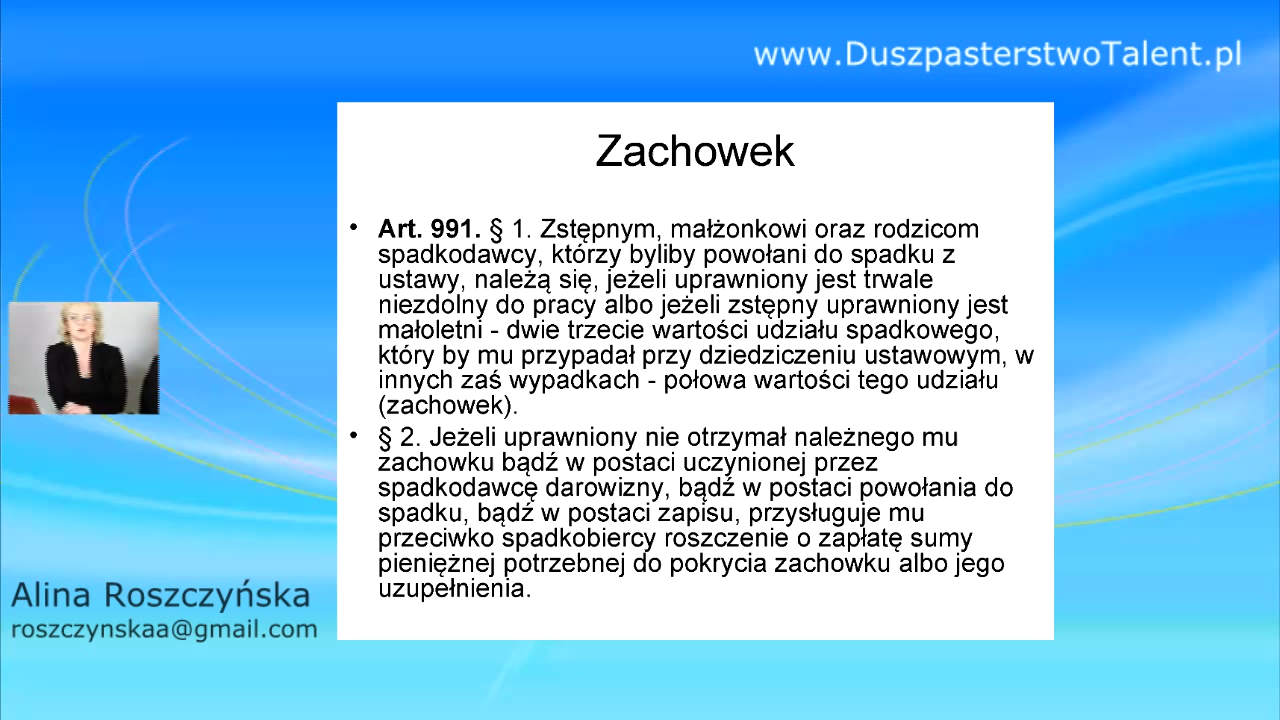 www.DuszpasterstwoTalent.pl
Zachowek
• Art. 991. § 1. Zstępnym, małżonkowi oraz rodzicom
spadkodawcy, którzy byliby powołani do spadku z
ustawy, należą się, jeżeli uprawniony jest trwale
niezdolny do pracy albo jeżeli zstępny uprawniony jest
małoletni - dwie trzecie wartości udziału spadkowego,
który by mu przypadał przy dziedziczeniu ustawowym, w
innych zaś wypadkach - połowa wartości tego udziału
(zachowek).
• § 2. Jeżeli uprawniony nie otrzymał należnego mu
zachowku bądź w postaci uczynionej przez
spadkodawcę darowizny, bądź w postaci powołania do
spadku, bądź w postaci zapisu, przysługuje mu
przeciwko spadkobiercy roszczenie o zapłatę sumy
pieniężnej potrzebnej do pokrycia zachowku albo jego
uzupełnienia.
Alina Roszczyńska
roszczynskaa@gmail.com